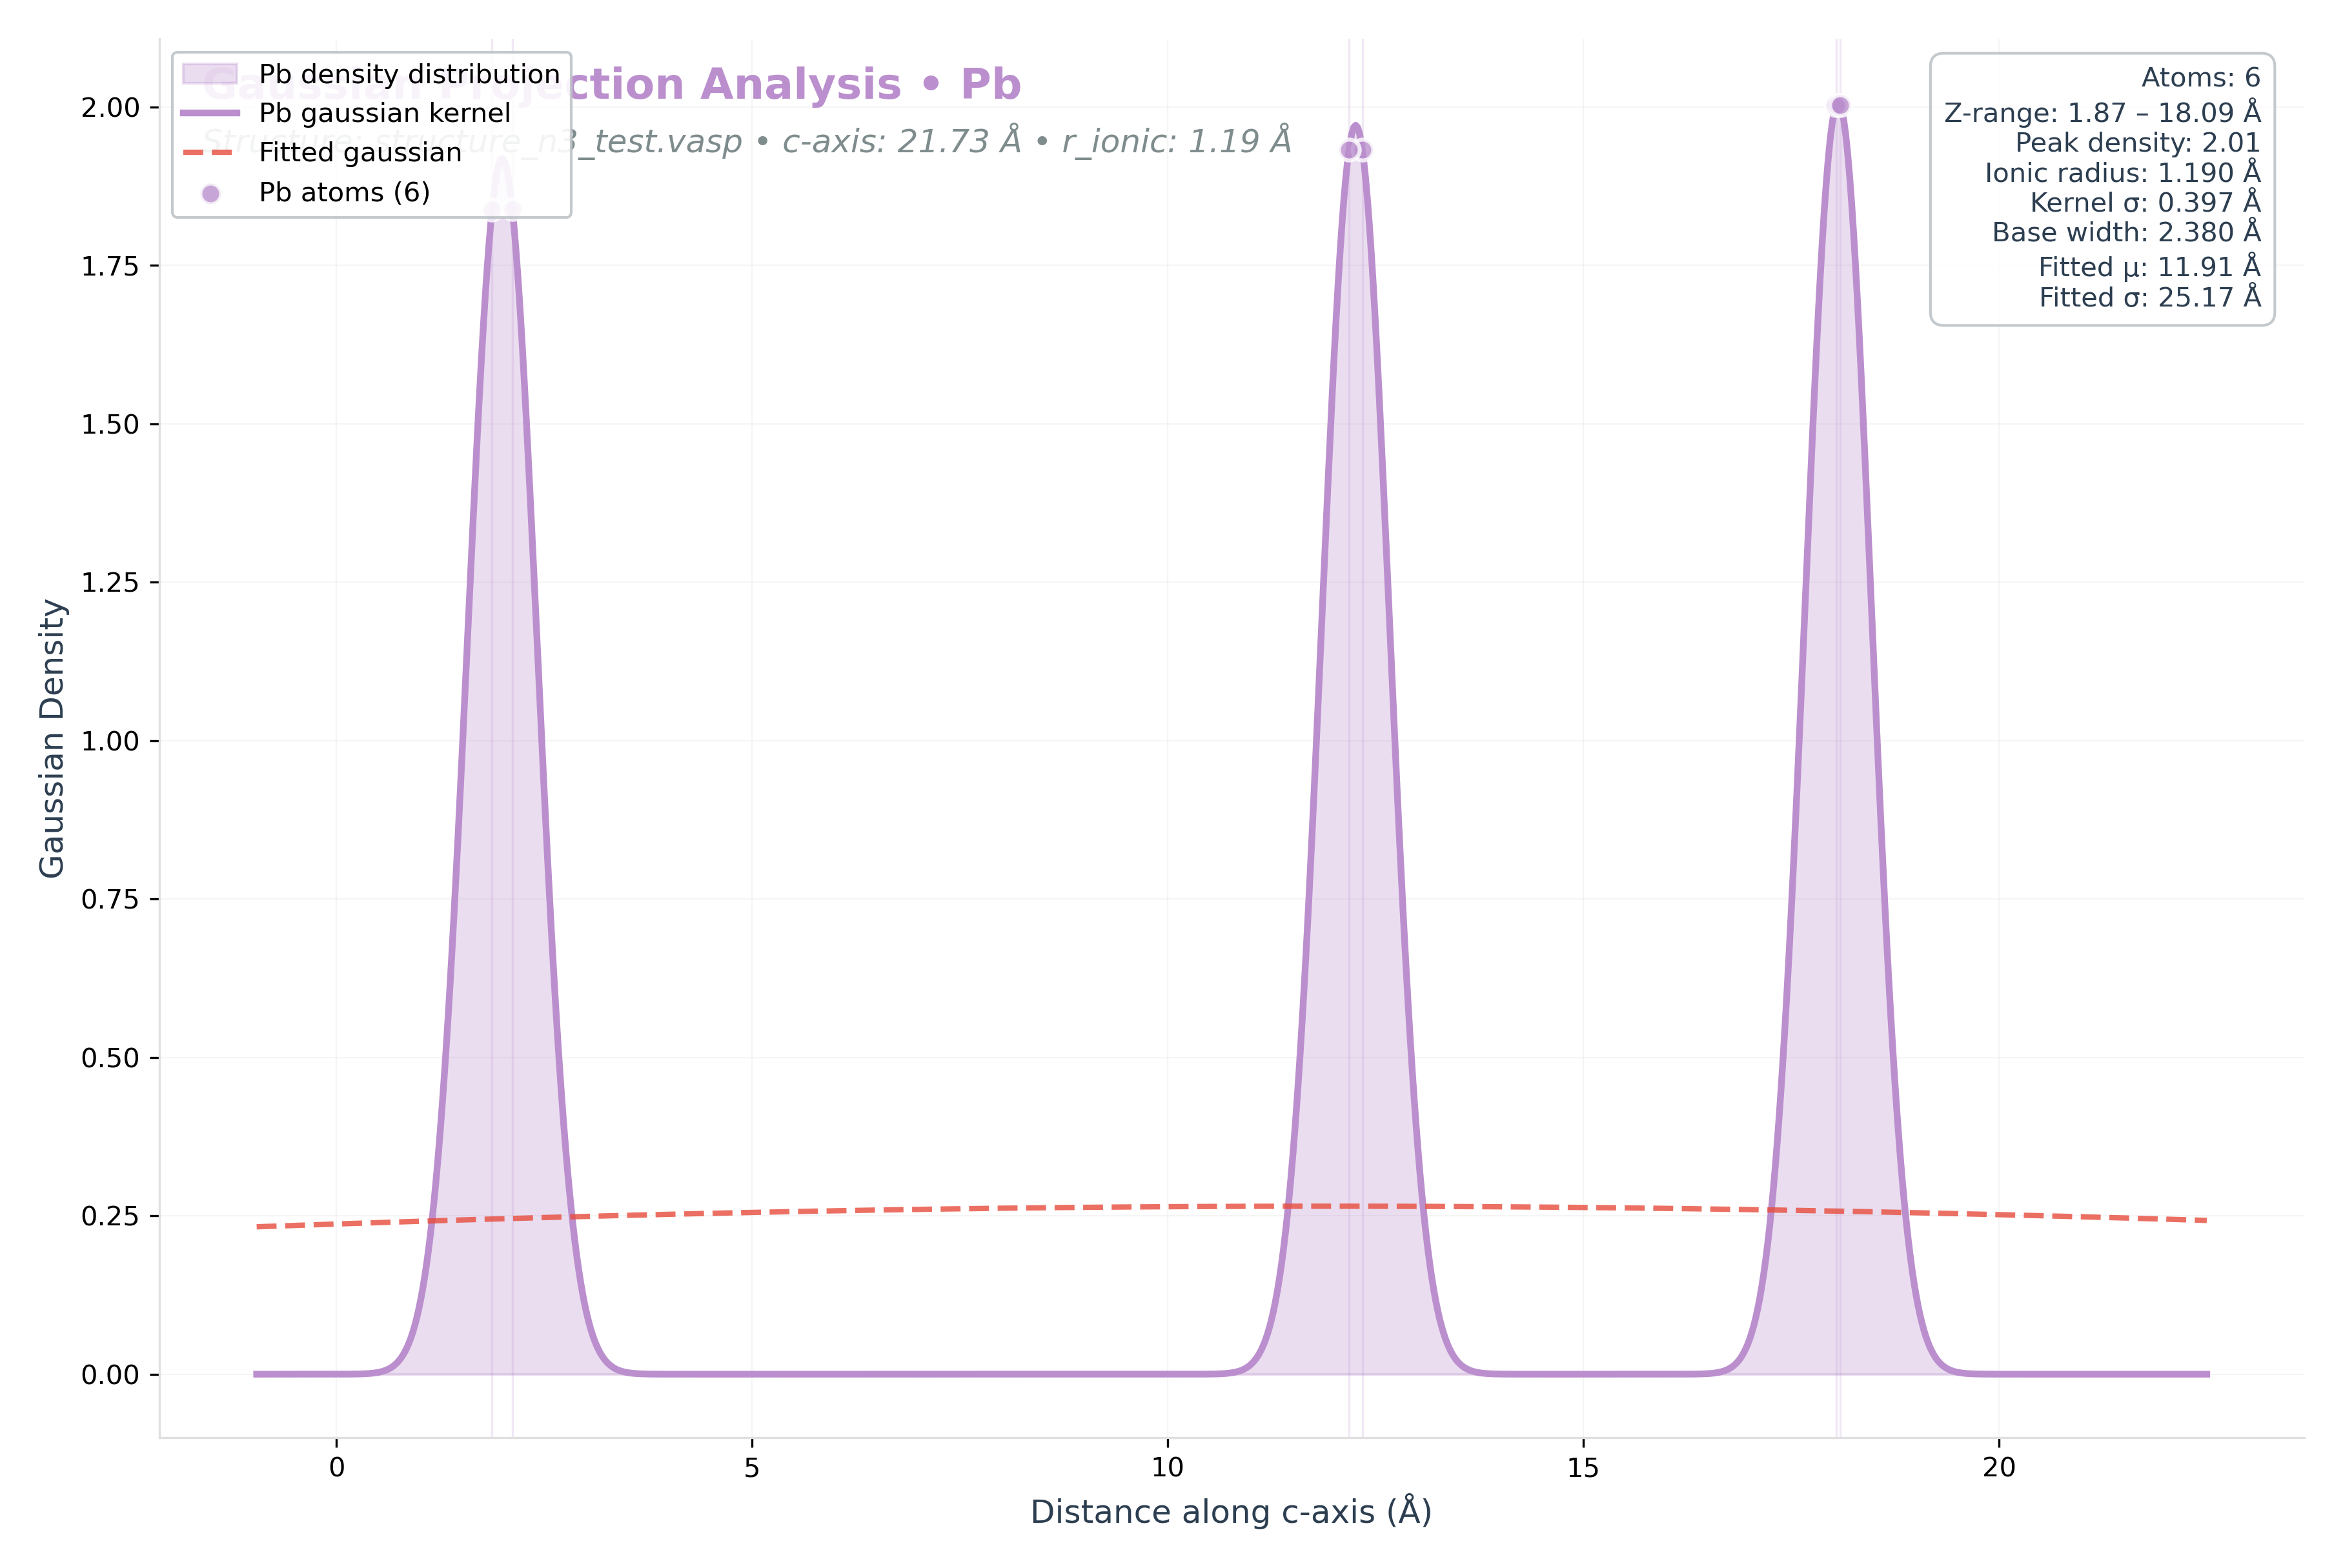 Gaussian Projection Analysis • Pb
Structure: structure_n3_test.vasp • c-axis: 21.73 Å • r_ionic: 1.19 Å
Pb density distribution
Pb gaussian kernel
Fitted gaussian
Pb atoms (6)
Atoms: 6
Z-range: 1.87 – 18.09 Å
Peak density: 2.01
Ionic radius: 1.190 Å
Kernel σ: 0.397 Å
Base width: 2.380 Å
Fitted μ: 11.91 Å
Fitted σ: 25.17 Å
Gaussian Density
2.00
1.75
1.50
1.25
1.00
0.75
0.50
0.25
0.00
0 5 10 15 20
Distance along c-axis (Å)